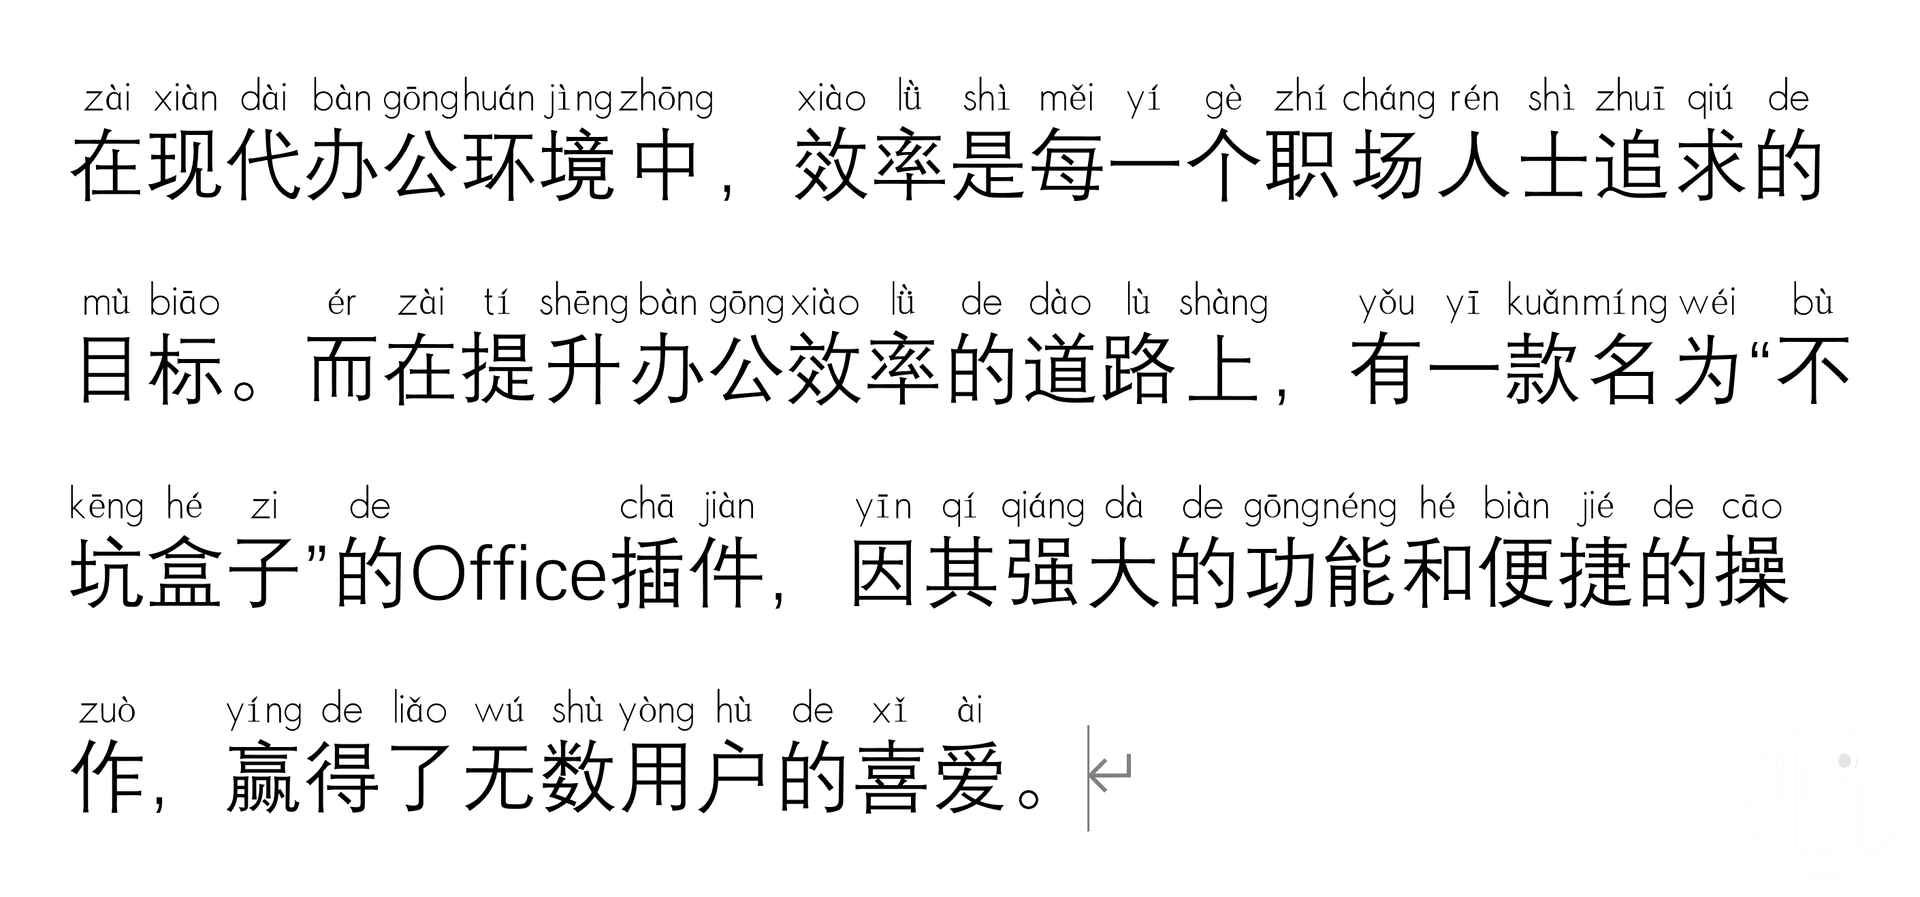 zài xiàn dài bàn gōng huán jìng zhōng xiào lǜ shì měi yí gè zhí cháng rén shì zhuī qiú de
在现代办公环境中，效率是每一个职场人士追求的
mù biāo ér zài tí shēng bàn gōng xiào lǜ de dào lù shàng yǒu yī kuǎn míng wéi bù
目标。而在提升办公效率的道路上，有一款名为“不
kēng hé zi de chā jiàn yīn qí qiáng dà de gōng néng hé biàn jié de cāo
坑盒子”的Office插件，因其强大的功能和便捷的操
zuò yíng de liǎo wú shù yòng hù de xǐ ài
作，赢得了无数用户的喜爱。